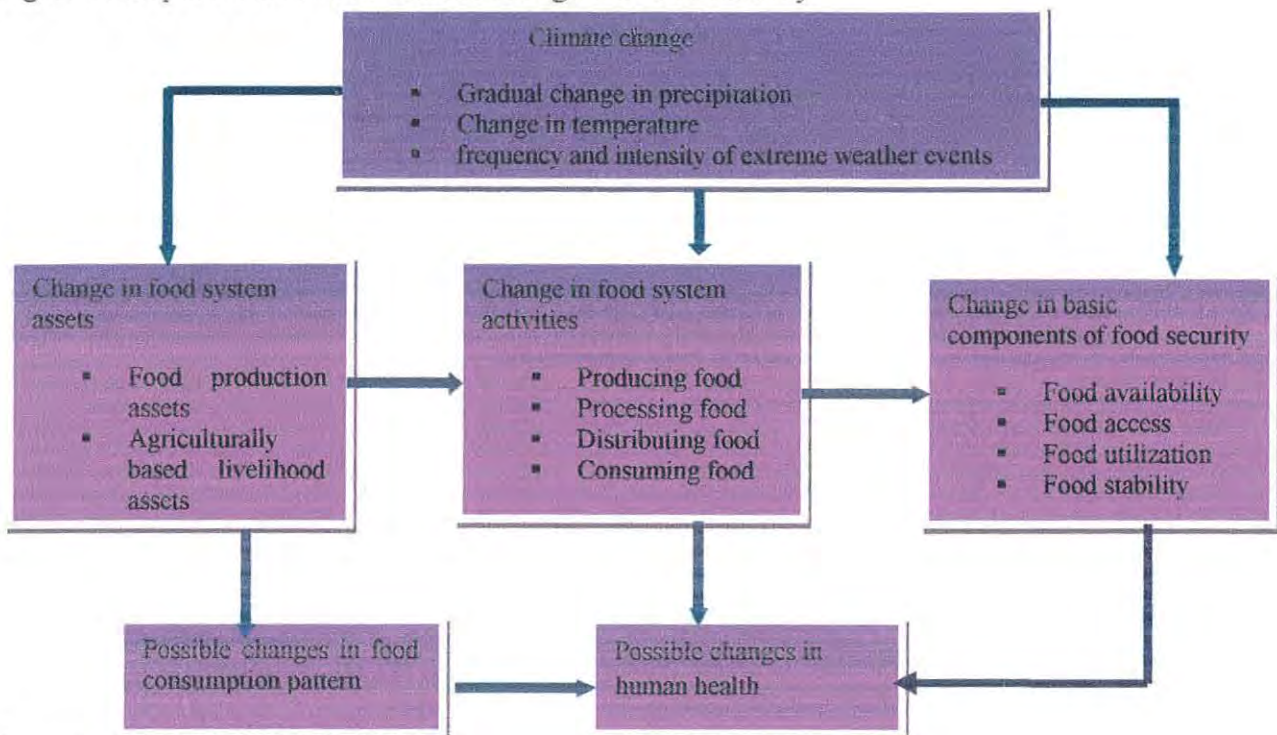 Climate change
▪ Gradual change in precipitation
▪ Change in temperature
▪ frequency and intensity of extreme weather events
Change in food system
assets
▪ Food production
assets
▪ Agriculturally
based livelihood
assets
Change in food system
activities
▪ Producing food
▪ Processing food
▪ Distributing food
▪ Consuming food
Change in basic
components of food security
▪ Food availability
▪ Food access
▪ Food utilization
▪ Food stability
Possible changes in food
consumption pattern
Possible changes in
human health